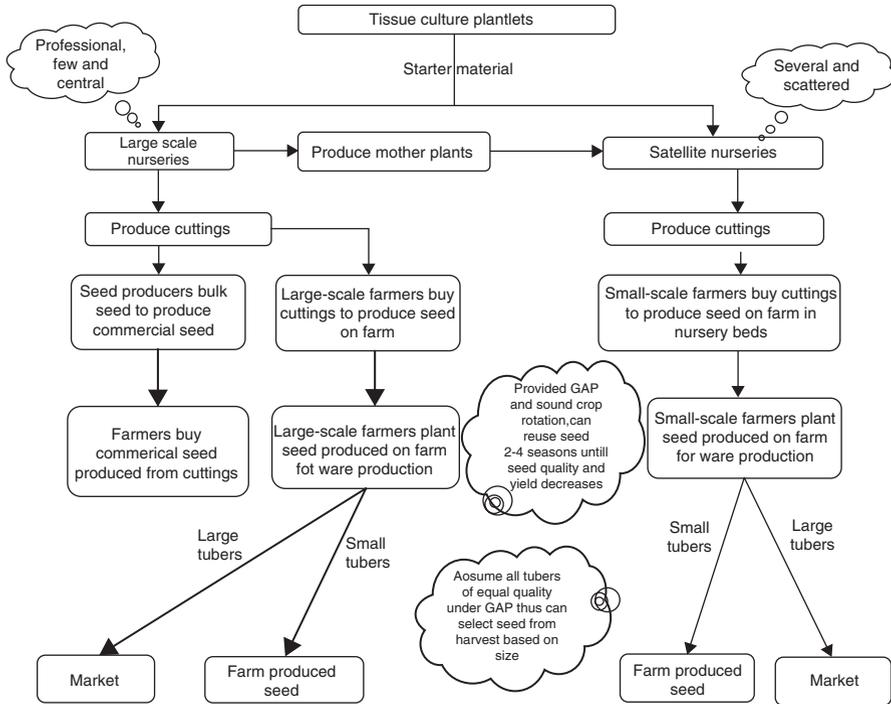 Tissue culture plantlets
Professional,
few and
central
Starter material
Several and
scattered
Large scale
nurseries
Produce mother plants
Satellite nurseries
Produce cuttings
Produce cuttings
Seed producers bulk
seed to produce
commercial seed
Large-scale farmers buy
cuttings to produce seed
on farm
Small-scale farmers buy cuttings
to produce seed on farm in
nursery beds
Farmers buy
commerical seed
produced from cuttings
Large-scale farmers plant
seed produced on farm
fot ware production
Provided GAP
and sound crop
rotation,can
reuse seed
2-4 seasons untill
seed quality and
yield decreases
Small-scale farmers plant
seed produced on farm
for ware production
Large
tubers
Small
tubers
Small
tubers
Large
tubers
Aosume all tubers
of equal quality
under GAP thus can
select seed from
harvest based on
size
Market
Farm produced
seed
Farm produced
seed
Market